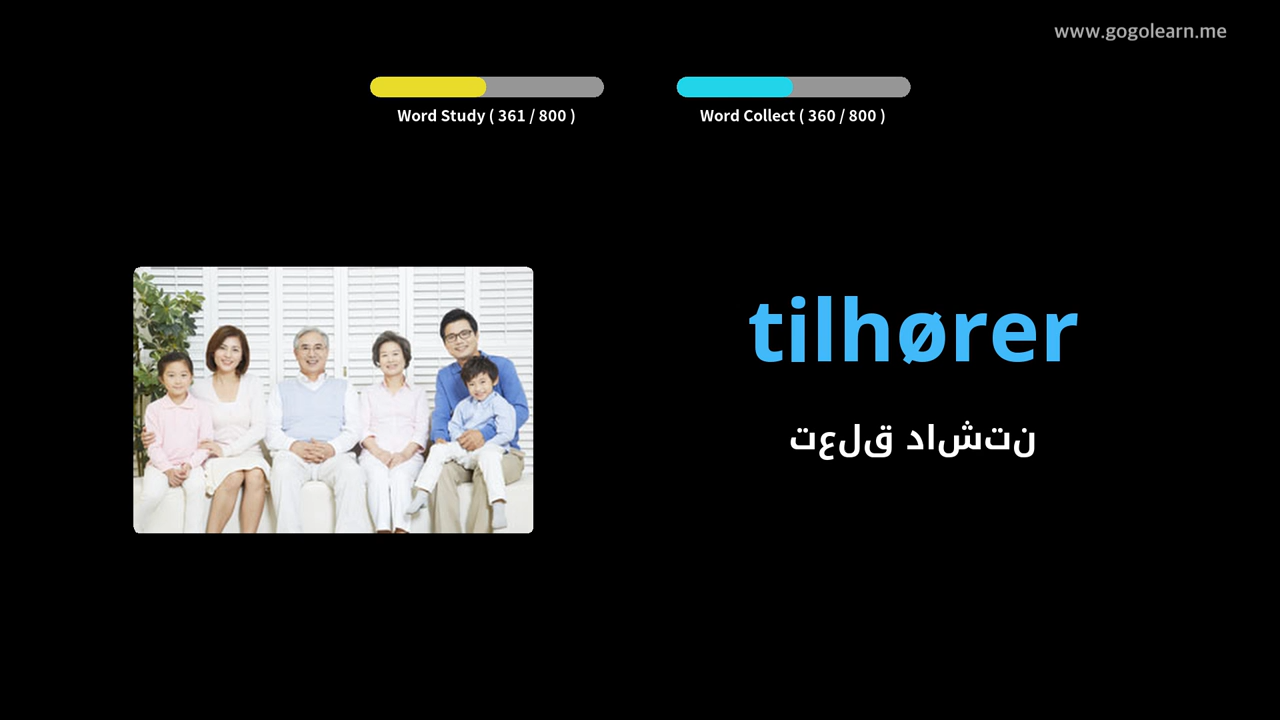 www.gogolearn.me
Word Study ( 361 / 800 )
Word Collect ( 360 / 800 )
tilhører
تعلق داشتن